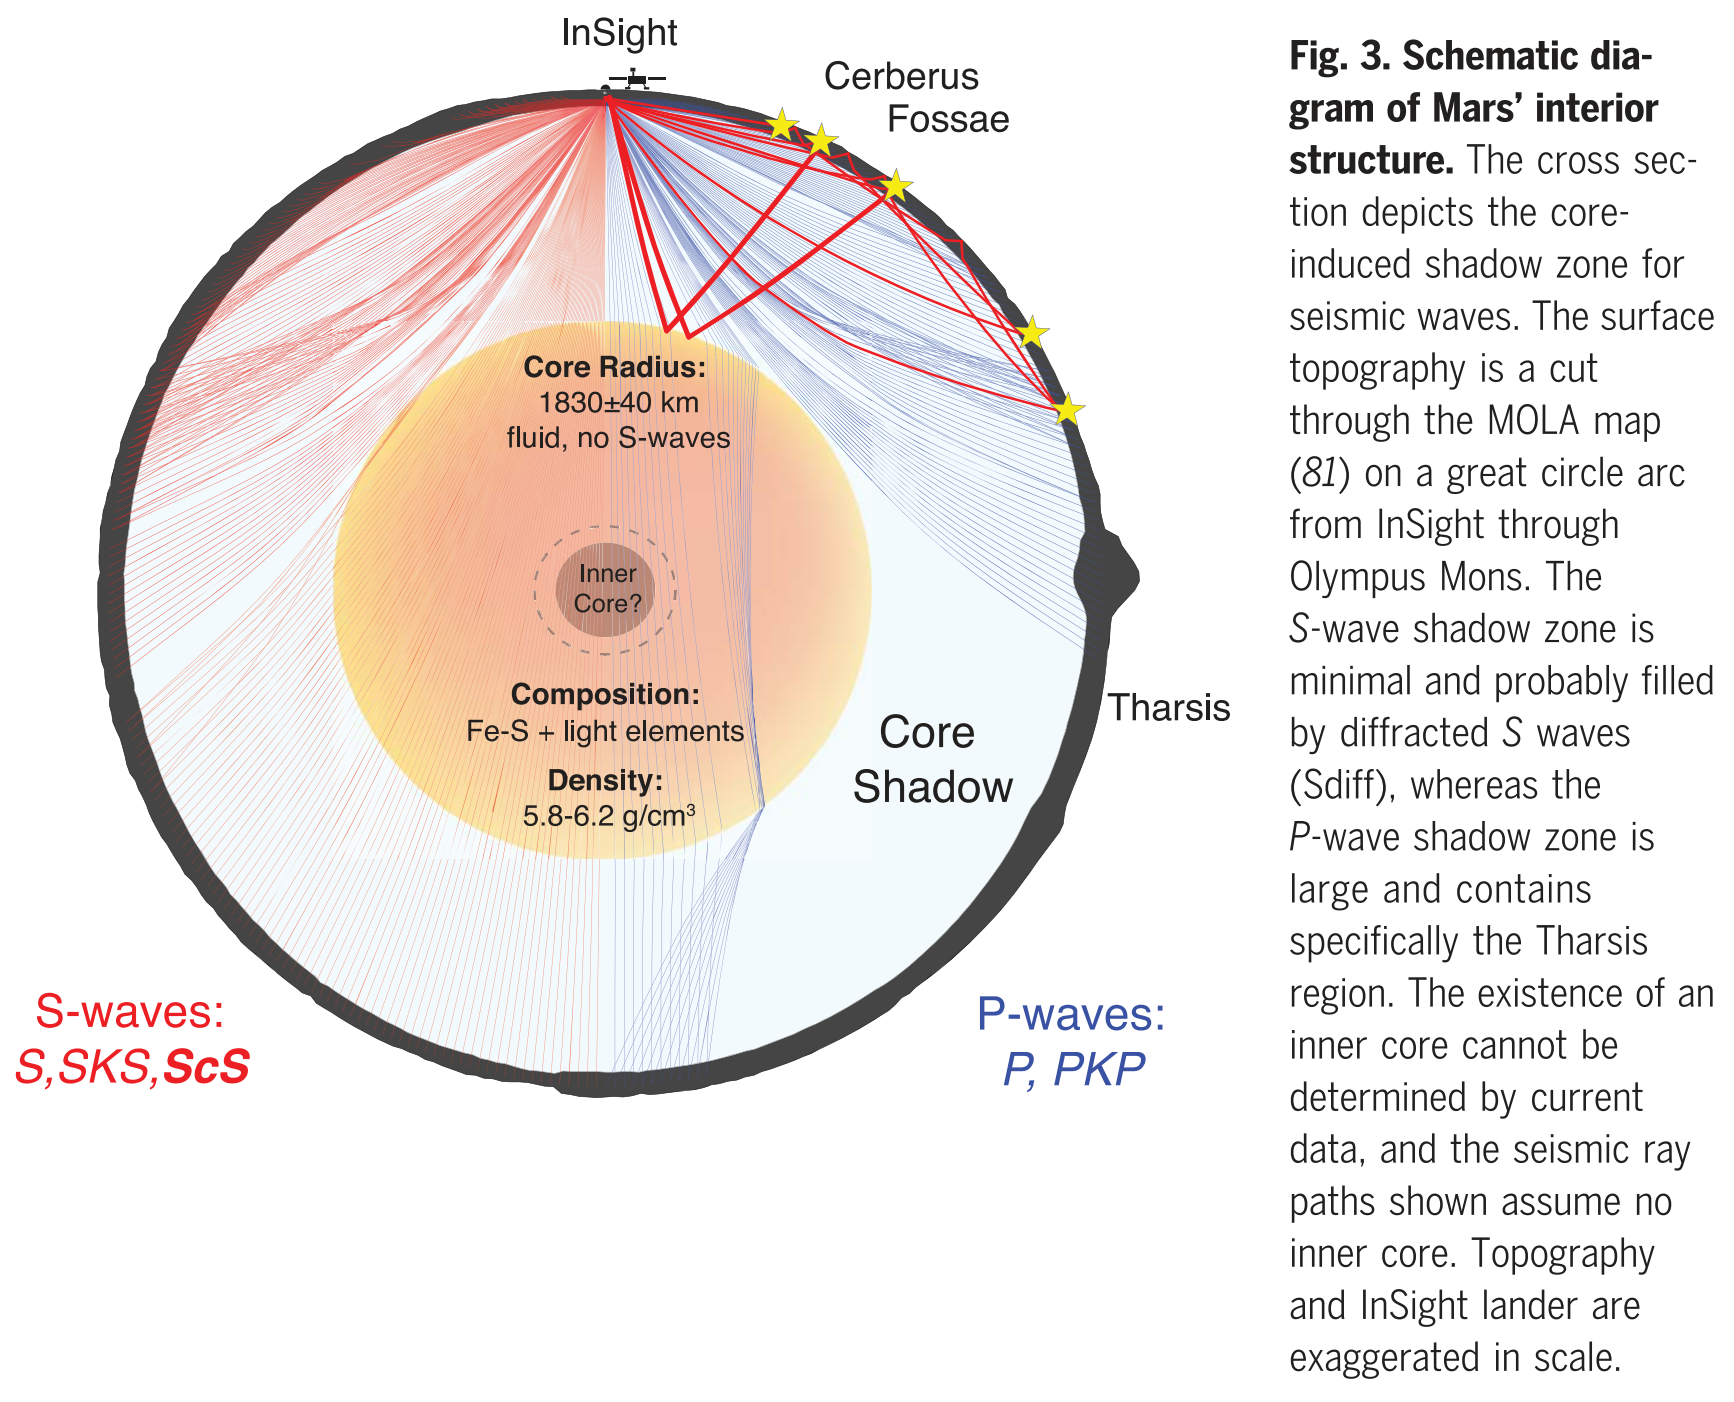 InSight
Cerberus
Fossae
Core Radius:
1830±40 km
fluid, no S-waves
Inner
Core?
Composition:
Fe-S + light elements
Density:
5.8-6.2 g/cm³
Core
Shadow
Tharsis
S-waves:
S,SKS,ScS
P-waves:
P, PKP
Fig. 3. Schematic dia-
gram of Mars’ interior
structure. The cross sec-
tion depicts the core-
induced shadow zone for
seismic waves. The surface
topography is a cut
through the MOLA map
(81) on a great circle arc
from InSight through
Olympus Mons. The
S-wave shadow zone is
minimal and probably filled
by diffracted S waves
(Sdiff), whereas the
P-wave shadow zone is
large and contains
specifically the Tharsis
region. The existence of an
inner core cannot be
determined by current
data, and the seismic ray
paths shown assume no
inner core. Topography
and InSight lander are
exaggerated in scale.